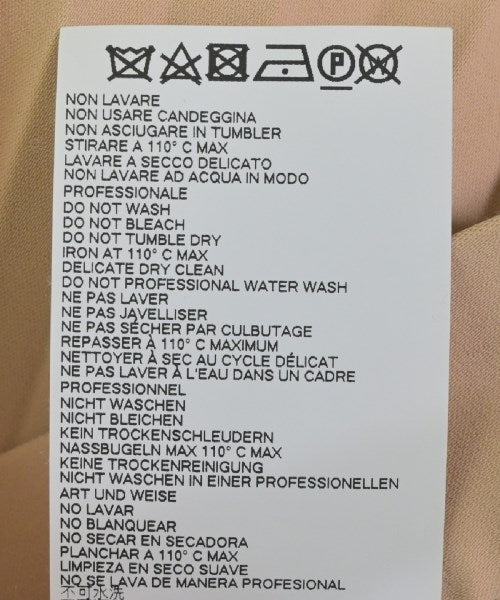 P
NON LAVARE
NON USARE CANDEGGINA
NON ASCIUGARE IN TUMBLER
STIRARE A 110° C MAX
LAVARE A SECCO DELICATO
NON LAVARE AD ACQUA IN MODO
PROFESSIONALE
DO NOT WASH
DO NOT BLEACH
DO NOT TUMBLE DRY
IRON AT 110° C MAX
DELICATE DRY CLEAN
DO NOT PROFESSIONAL WATER WASH
NE PAS LAVER
NE PAS JAVELLISER
NE PAS SÉCHER PAR CULBUTAGE
REPASSER À 110° C MAXIMUM
NETTOYER À SEC AU CYCLE DÉLICAT
NE PAS LAVER À L'EAU DANS UN CADRE
PROFESSIONNEL
NICHT WASCHEN
NICHT BLEICHEN
KEIN TROCKENSCHLEUDERN
NASSBUGELN MAX 110° C MAX
KEINE TROCKENREINIGUNG
NICHT WASCHEN IN EINER PROFESSIONELLEN
ART UND WEISE
NO LAVAR
NO BLANQUEAR
NO SECAR EN SECADORA
PLANCHAR A 110° C MAX
LIMPIEZA EN SECO SUAVE
NO SE LAVA DE MANERA PROFESIONAL
不可水洗